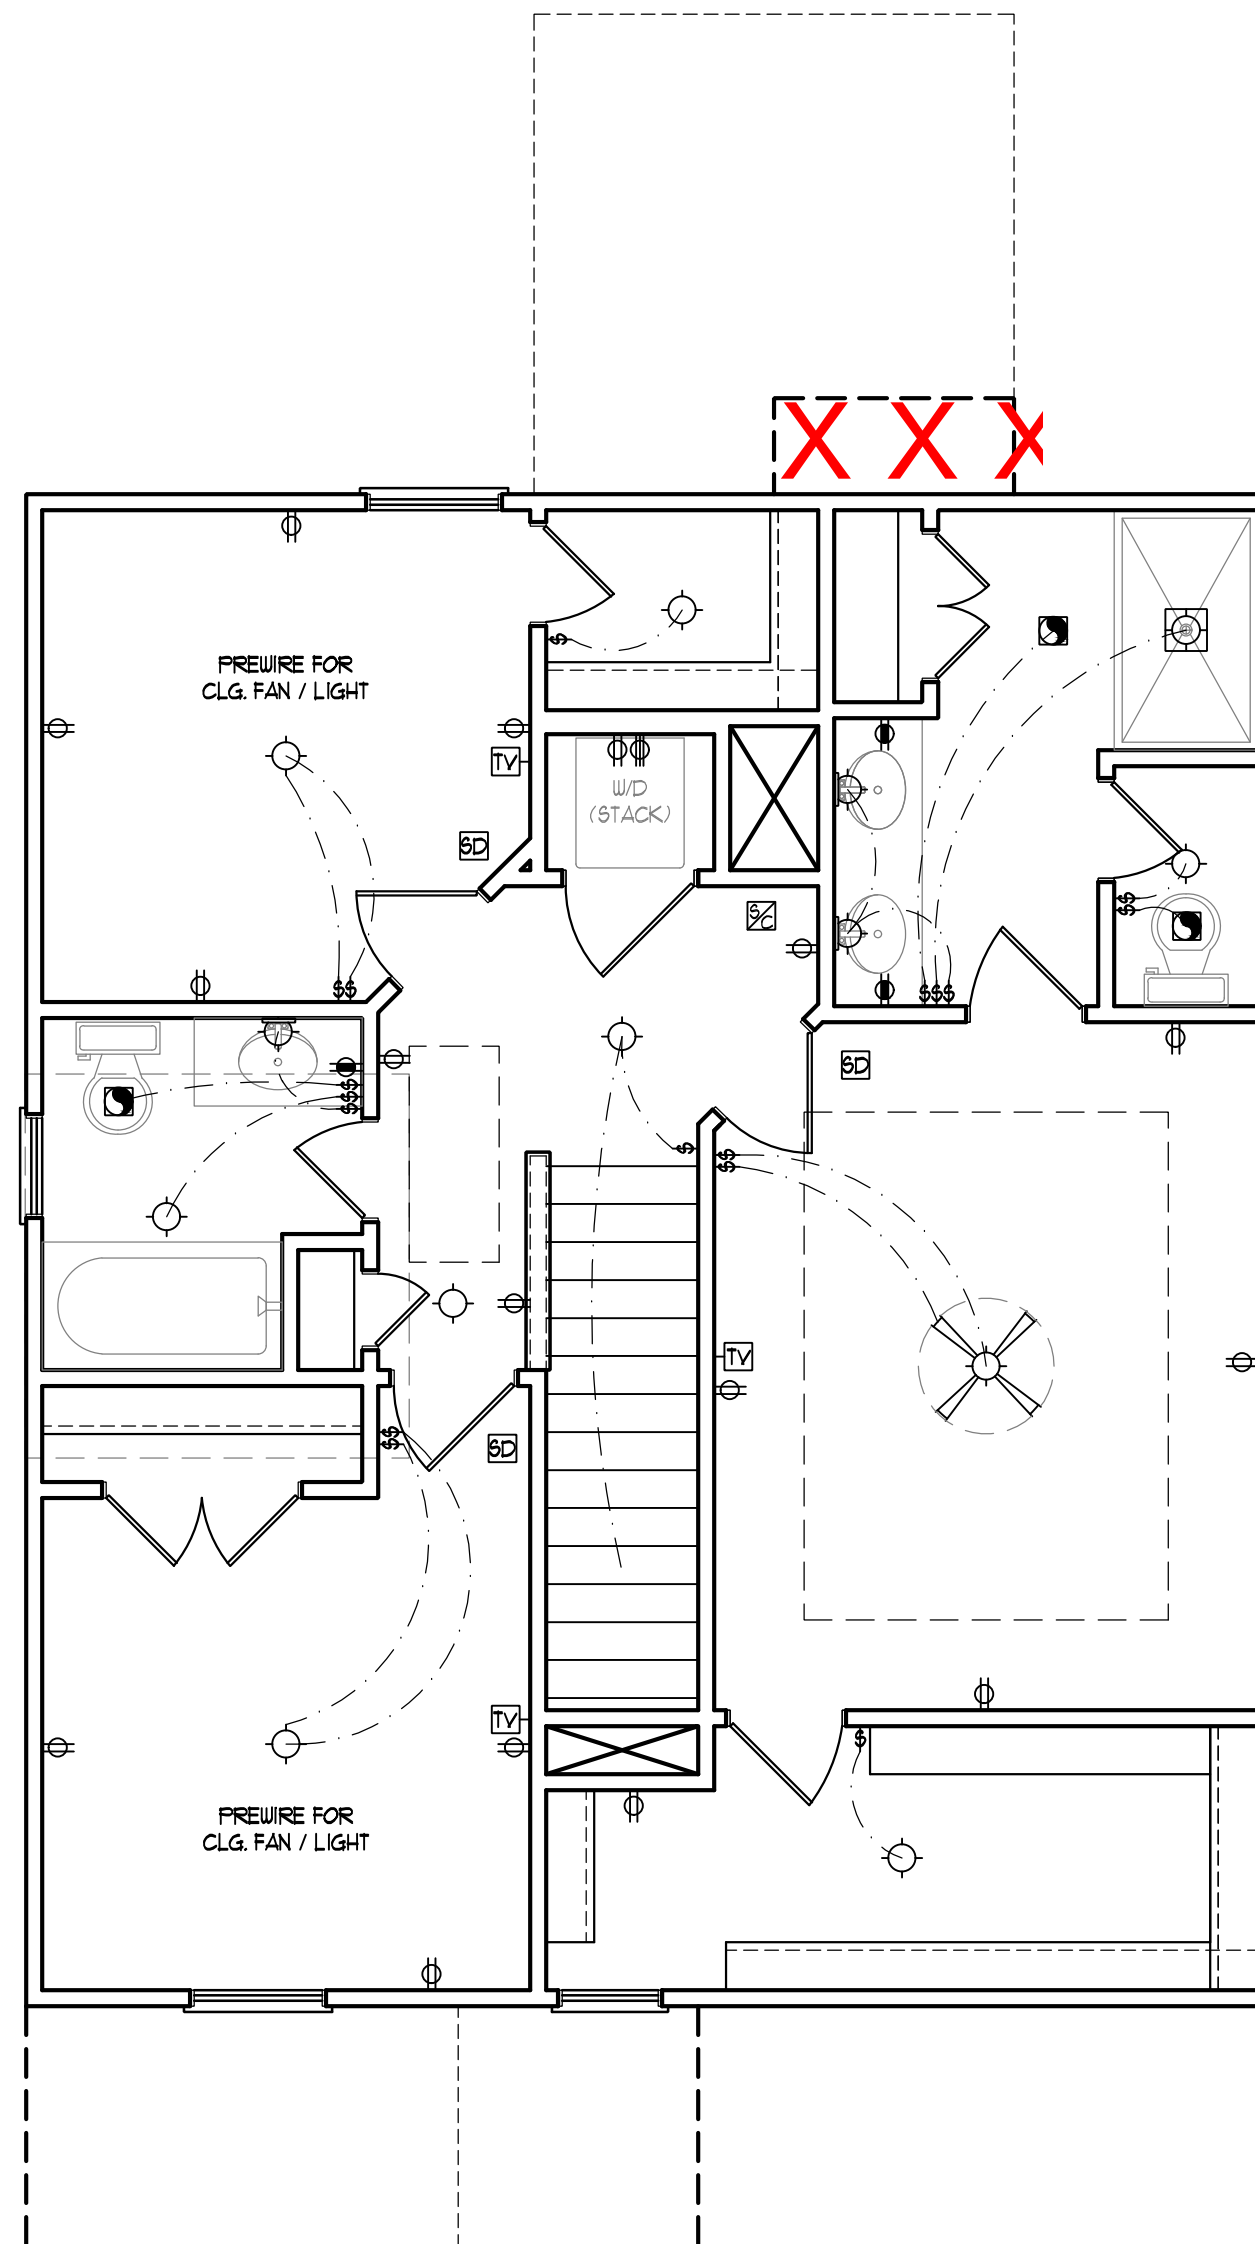 X X X
PREWIRE FOR
CLG. FAN / LIGHT
$
TV
W/D
(STACK)
SD
S/C
$$
$$
$$$
$$
SD
$$$
$
$$
TV
$$
SD
TV
$
PREWIRE FOR
CLG. FAN / LIGHT